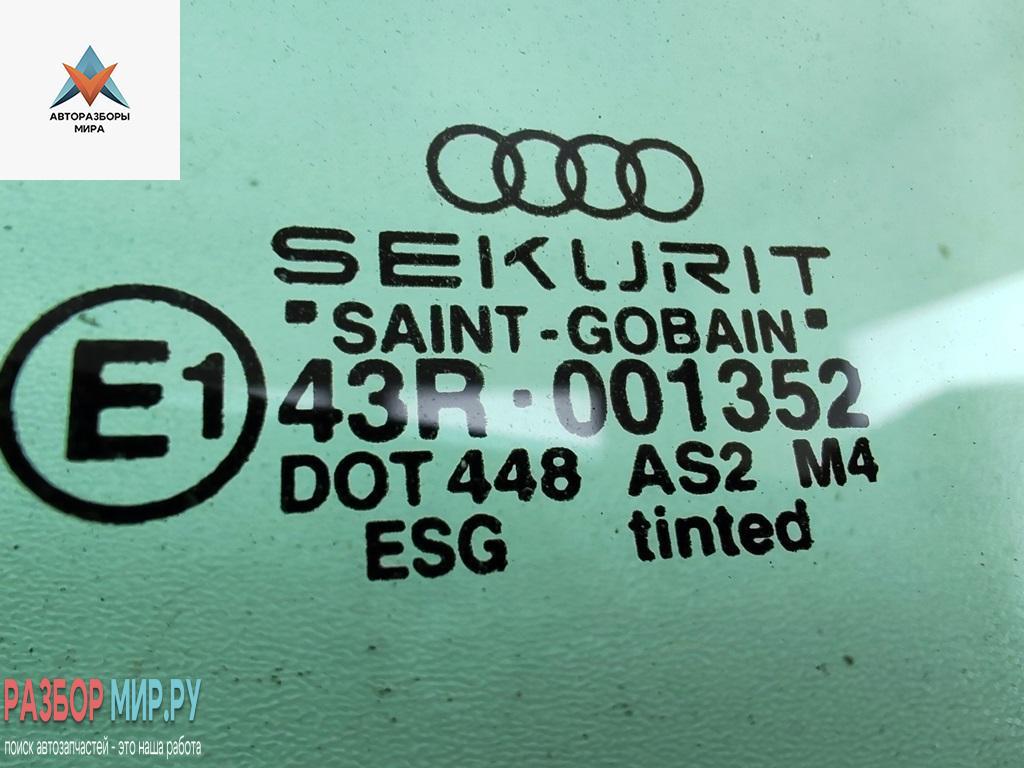 АВТОРАЗБОРЫ
МИРА
SEKURIT
"SAINT-GOBAIN"
E1
43R·001352
DOT 448 AS2 M4
ESG tinted
РАЗБОР МИР.РУ
поиск автозапчастей - это наша работа